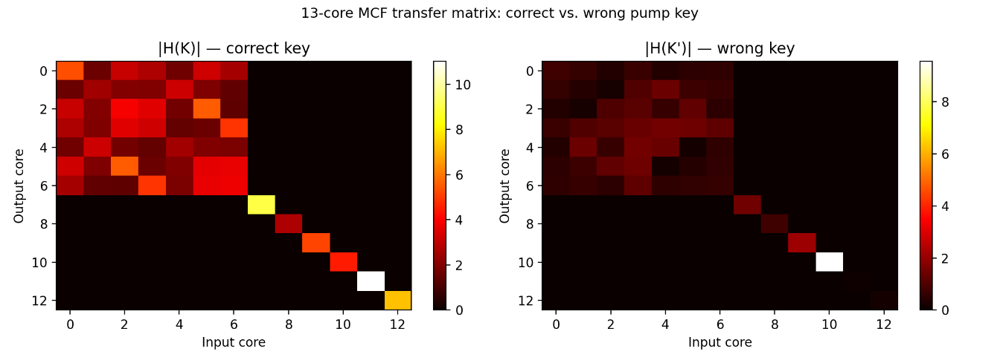 13-core MCF transfer matrix: correct vs. wrong pump key
|H(K)| — correct key
0
2
4
6
8
10
12
Output core
0 2 4 6 8 10 12
Input core
10
8
6
4
2
0
|H(K')| — wrong key
0
2
4
6
8
10
12
Output core
0 2 4 6 8 10 12
Input core
8
6
4
2
0